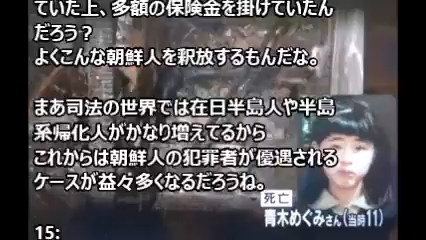 ていた上、多額の保険金を掛けていたん
だろう？
よくこんな朝鮮人を釈放するもんだな。
まあ司法の世界では在日半島人や半島
系帰化人がかなり増えてるから
これからは朝鮮人の犯罪者が優遇される
ケースが益々多くなるだろうね。
死亡
青木めぐみさん(当時11)
15: